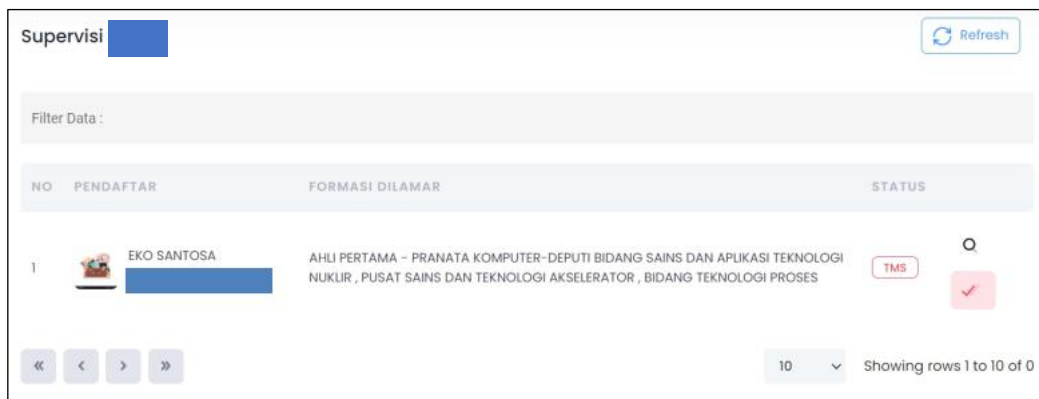 Supervisi
Refresh
Filter Data :
NO PENDAFTAR FORMASI DILAMAR STATUS
1 EKO SANTOSA AHLI PERTAMA - PRANATA KOMPUTER-DEPUTI BIDANG SAINS DAN APLIKASI TEKNOLOGI
NUKLIR , PUSAT SAINS DAN TEKNOLOGI AKSELERATOR , BIDANG TEKNOLOGI PROSES
TMS
« < > »
10 Showing rows 1 to 10 of 0